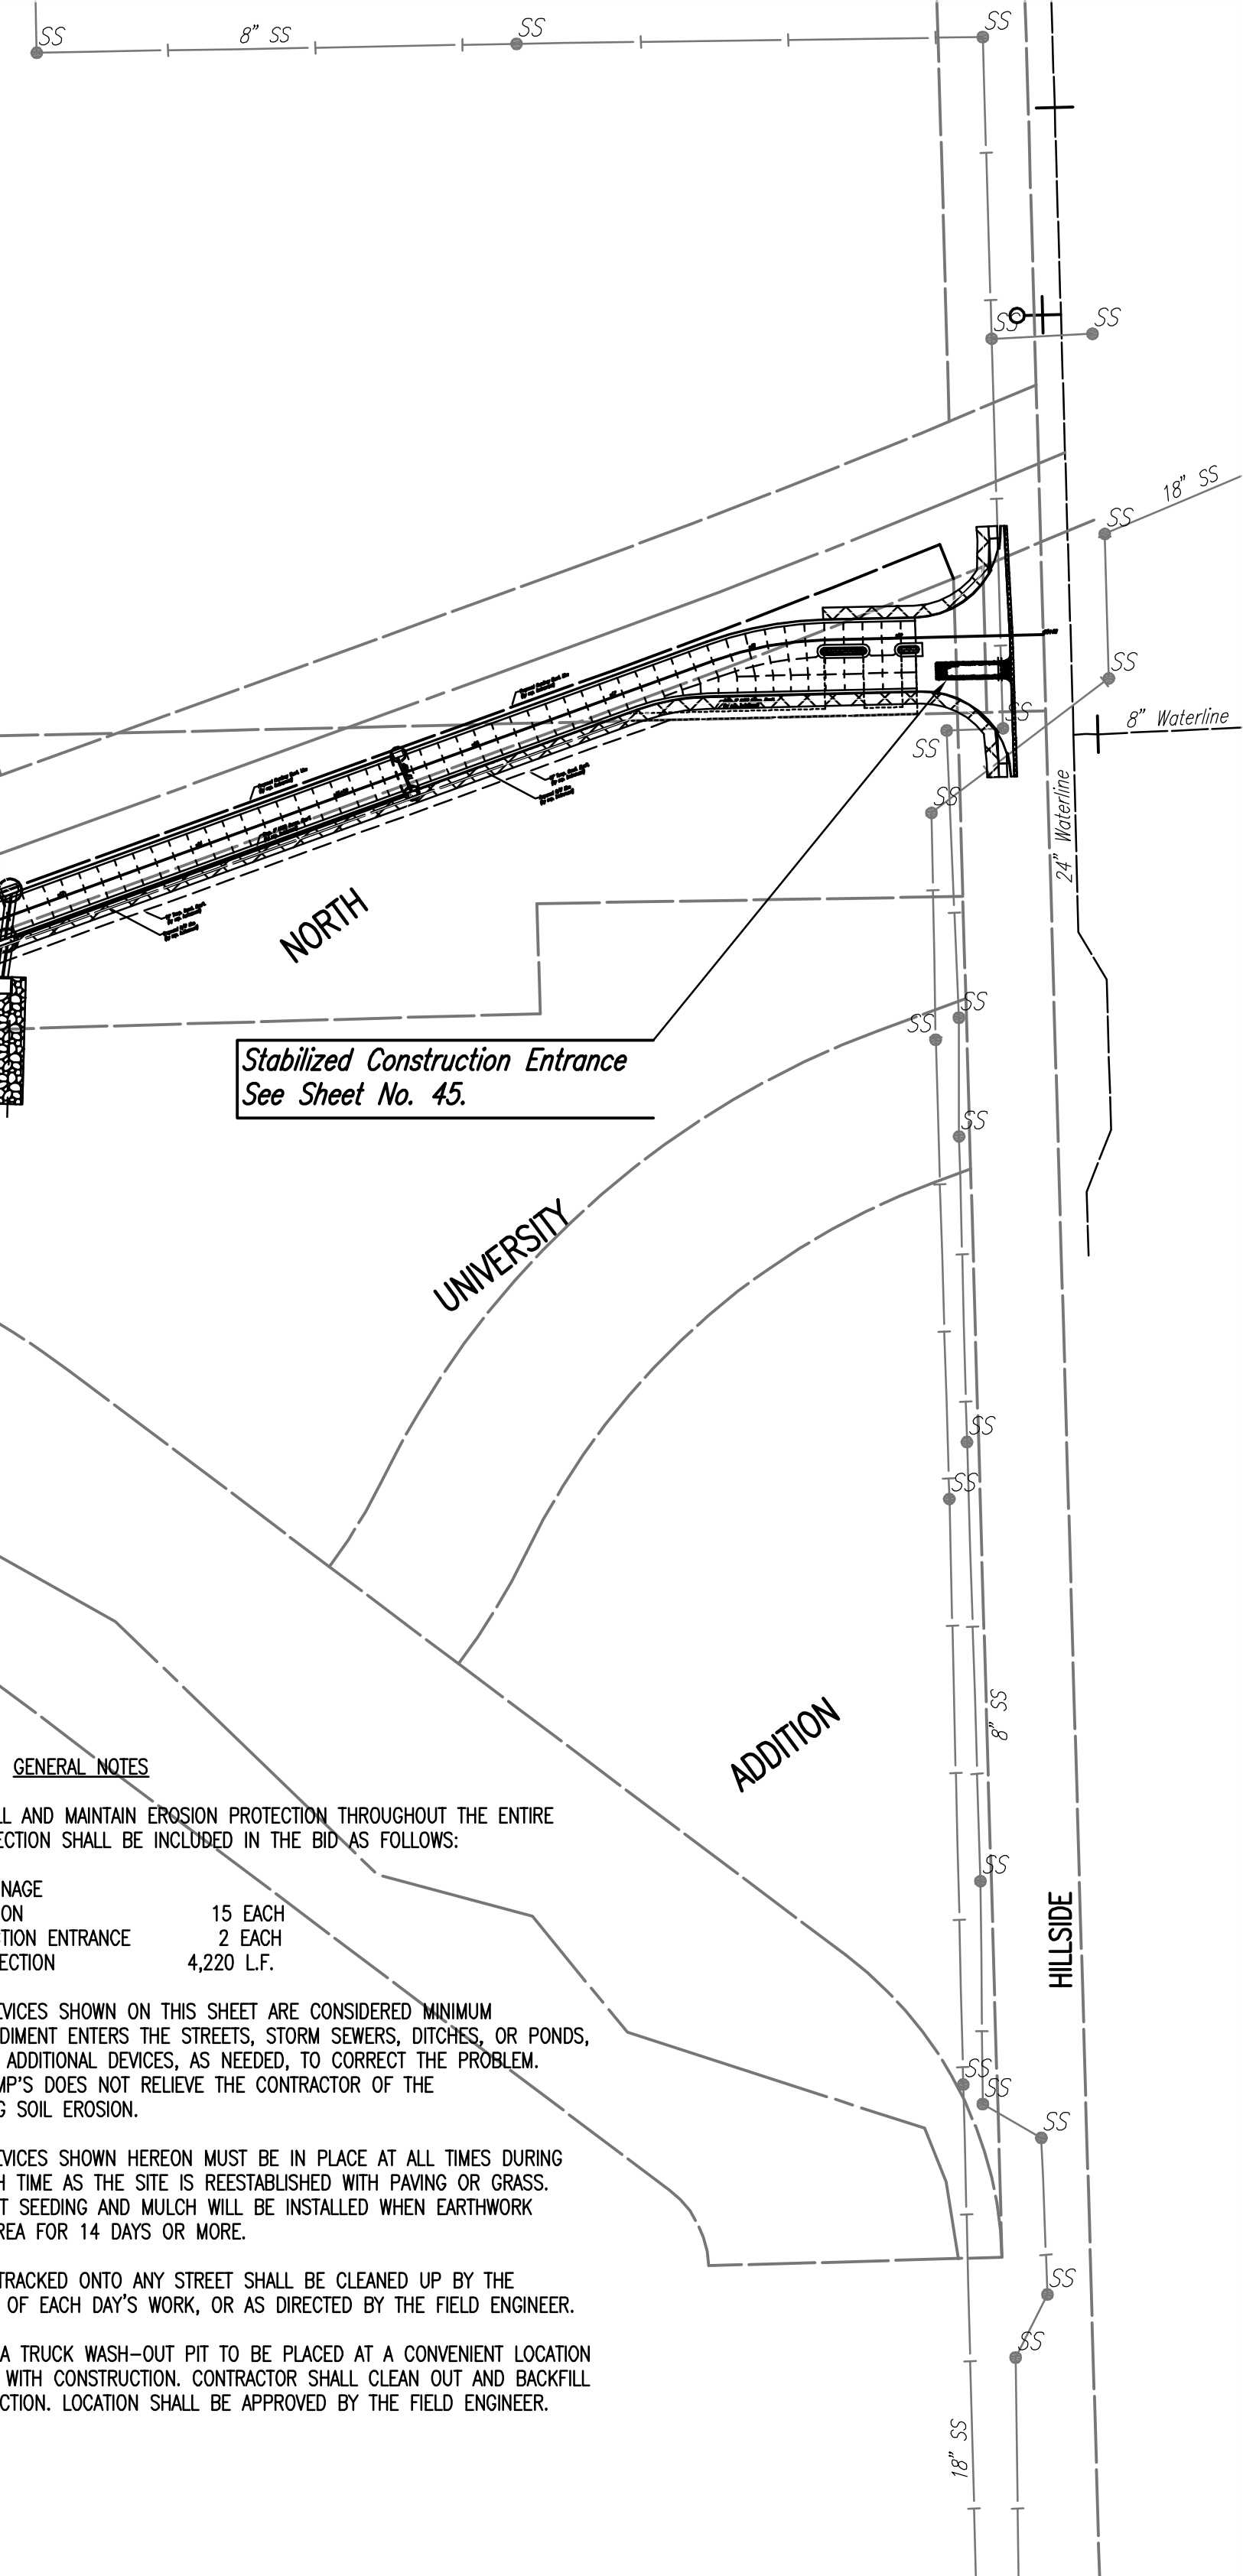 SS
8" SS
SS
SS
SS
SS
18" SS
SS
SS
8" Waterline
SS
SS
SS
24" Waterline
NORTH
SS
SS
Stabilized Construction Entrance
See Sheet No. 45.
SS
UNIVERSITY
SS
SS
8" SS
ADDITION
GENERAL NOTES
LL AND MAINTAIN EROSION PROTECTION THROUGHOUT THE ENTIRE
ECTION SHALL BE INCLUDED IN THE BID AS FOLLOWS:
SS
NAGE
ON 15 EACH
CTION ENTRANCE 2 EACH
ECTION 4,220 L.F.
HILLSIDE
EVICES SHOWN ON THIS SHEET ARE CONSIDERED MINIMUM
DIMENT ENTERS THE STREETS, STORM SEWERS, DITCHES, OR PONDS,
ADDITIONAL DEVICES, AS NEEDED, TO CORRECT THE PROBLEM.
MP'S DOES NOT RELIEVE THE CONTRACTOR OF THE
G SOIL EROSION.
SS
SS
SS
EVICES SHOWN HEREON MUST BE IN PLACE AT ALL TIMES DURING
H TIME AS THE SITE IS REESTABLISHED WITH PAVING OR GRASS.
T SEEDING AND MULCH WILL BE INSTALLED WHEN EARTHWORK
REA FOR 14 DAYS OR MORE.
TRACKED ONTO ANY STREET SHALL BE CLEANED UP BY THE
OF EACH DAY'S WORK, OR AS DIRECTED BY THE FIELD ENGINEER.
SS
SS
A TRUCK WASH-OUT PIT TO BE PLACED AT A CONVENIENT LOCATION
WITH CONSTRUCTION. CONTRACTOR SHALL CLEAN OUT AND BACKFILL
CTION. LOCATION SHALL BE APPROVED BY THE FIELD ENGINEER.
18" SS